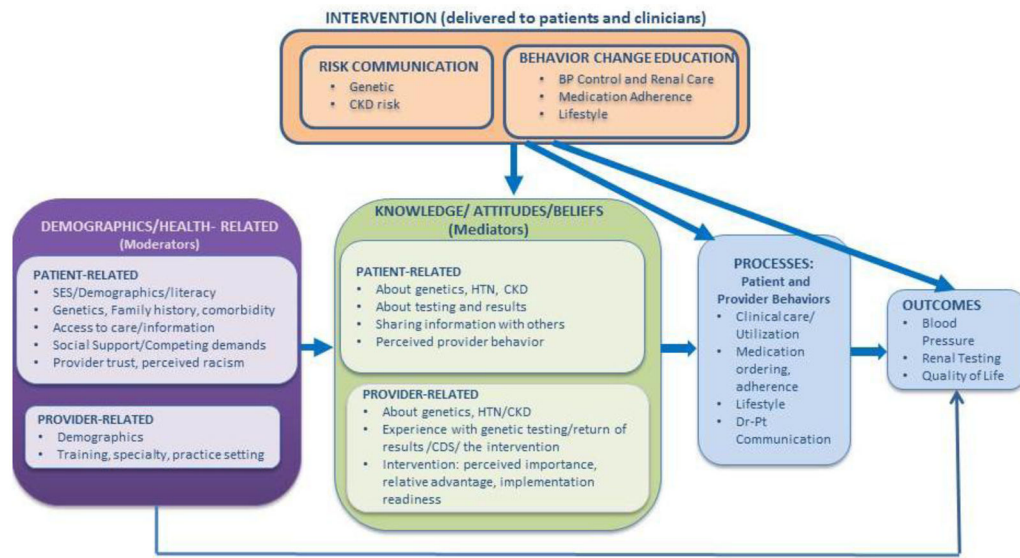 INTERVENTION (delivered to patients and clinicians)
RISK COMMUNICATION
• Genetic
• CKD risk
BEHAVIOR CHANGE EDUCATION
• BP Control and Renal Care
• Medication Adherence
• Lifestyle
DEMOGRAPHICS/HEALTH- RELATED
(Moderators)
PATIENT-RELATED
• SES/Demographics/literacy
• Genetics, Family history, comorbidity
• Access to care/information
• Social Support/Competing demands
• Provider trust, perceived racism
PROVIDER-RELATED
• Demographics
• Training, specialty, practice setting
KNOWLEDGE/ ATTITUDES/BELIEFS
(Mediators)
PATIENT-RELATED
• About genetics, HTN, CKD
• About testing and results
• Sharing information with others
• Perceived provider behavior
PROVIDER-RELATED
• About genetics, HTN/CKD
• Experience with genetic testing/return of
results /CDS/ the intervention
• Intervention: perceived importance,
relative advantage, implementation
readiness
PROCESSES:
Patient and
Provider Behaviors
• Clinical care/
Utilization
• Medication
ordering,
adherence
• Lifestyle
• Dr-Pt
Communication
OUTCOMES
• Blood
Pressure
• Renal Testing
• Quality of Life